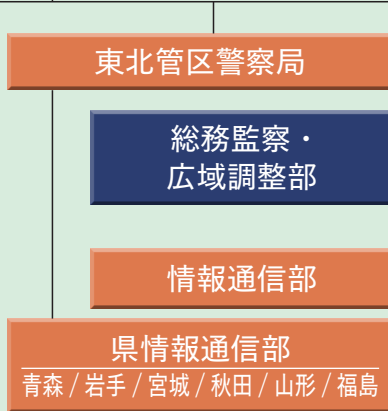 東北管区警察局
総務監察・
広域調整部
情報通信部
県情報通信部
青森 / 岩手 / 宮城 / 秋田 / 山形 / 福島